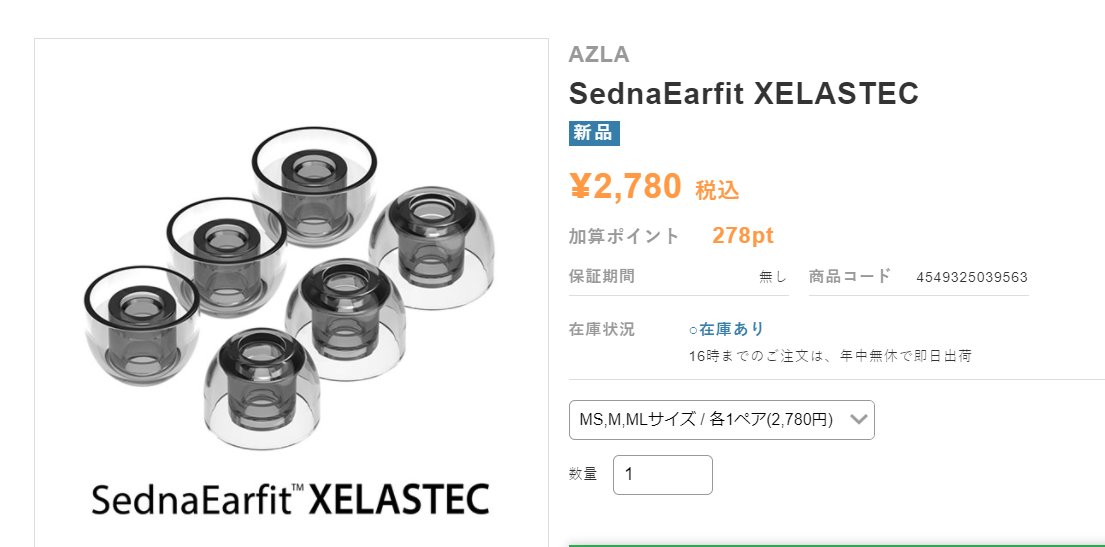 AZLA
SednaEarfit XELASTEC
新品
¥2,780 税込
加算ポイント 278pt
保証期間 無し 商品コード 4549325039563
在庫状況 ○在庫あり
16時までのご注文は、年中無休で即日出荷
MS,M,MLサイズ / 各1ペア(2,780円)
数量 1
SednaEarfit™ XELASTEC